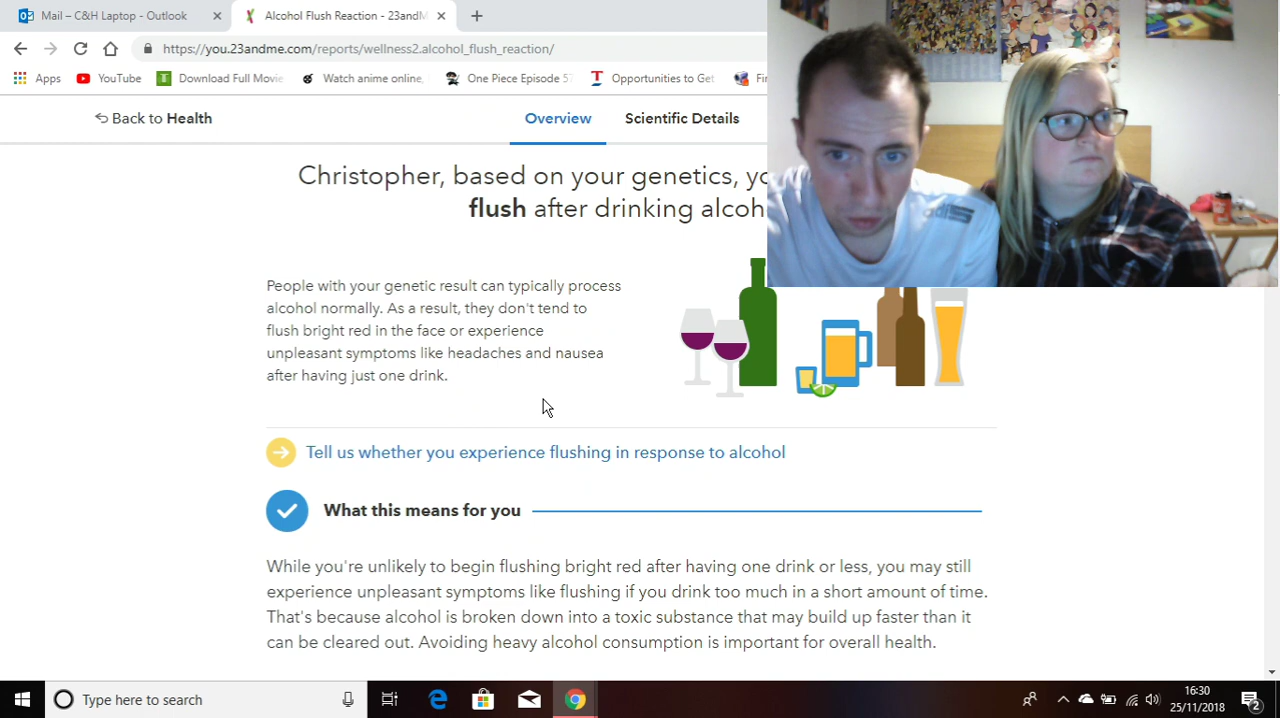 Mail – C&H Laptop - Outlook
Alcohol Flush Reaction - 23andM
https://you.23andme.com/reports/wellness2.alcohol_flush_reaction/
Apps YouTube Download Full Movie Watch anime online, One Piece Episode 57 Opportunities to Get
Back to Health
Overview Scientific Details
Christopher, based on your genetics,
flush after drinking
People with your genetic result can typically process
alcohol normally. As a result, they don't tend to
flush bright red in the face or experience
unpleasant symptoms like headaches and nausea
after having just one drink.
Tell us whether you experience flushing in response to alcohol
What this means for you
While you're unlikely to begin flushing bright red after having one drink or less, you may still
experience unpleasant symptoms like flushing if you drink too much in a short amount of time.
That's because alcohol is broken down into a toxic substance that may build up faster than it
can be cleared out. Avoiding heavy alcohol consumption is important for overall health.
adidas
Type here to search
16:30
25/11/2018
2